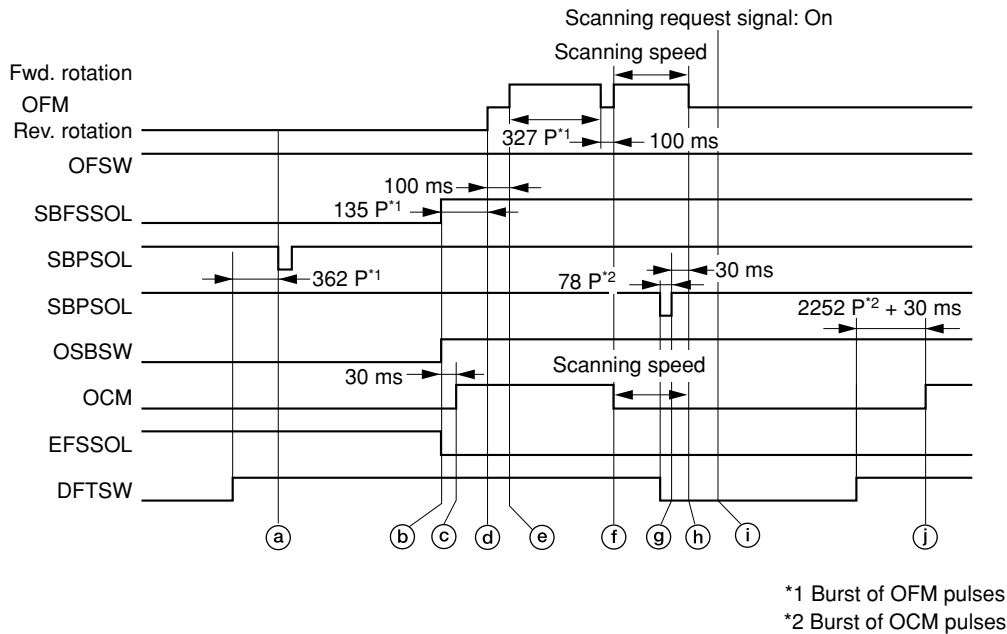 Scanning request signal: On
Scanning speed
Fwd. rotation
OFM
Rev. rotation
327 P*1
100 ms
OFSW
100 ms
SBFSSOL
135 P*1
SBPSOL
362 P*1
30 ms
78 P*2
SBPSOL
2252 P*2 + 30 ms
OSBSW
30 ms
Scanning speed
OCM
EFSSOL
DFTSW
a b c d e f g h i j
*1 Burst of OFM pulses
*2 Burst of OCM pulses